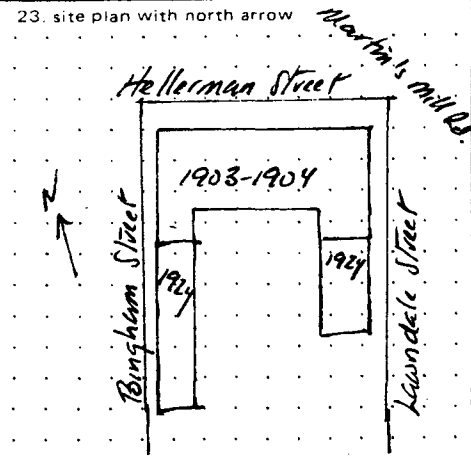 23. site plan with north arrow
Martin's Mill Rd.
Hellerman Street
1903-1904
N
1924
1924
Bingham Street
Lawndale Street